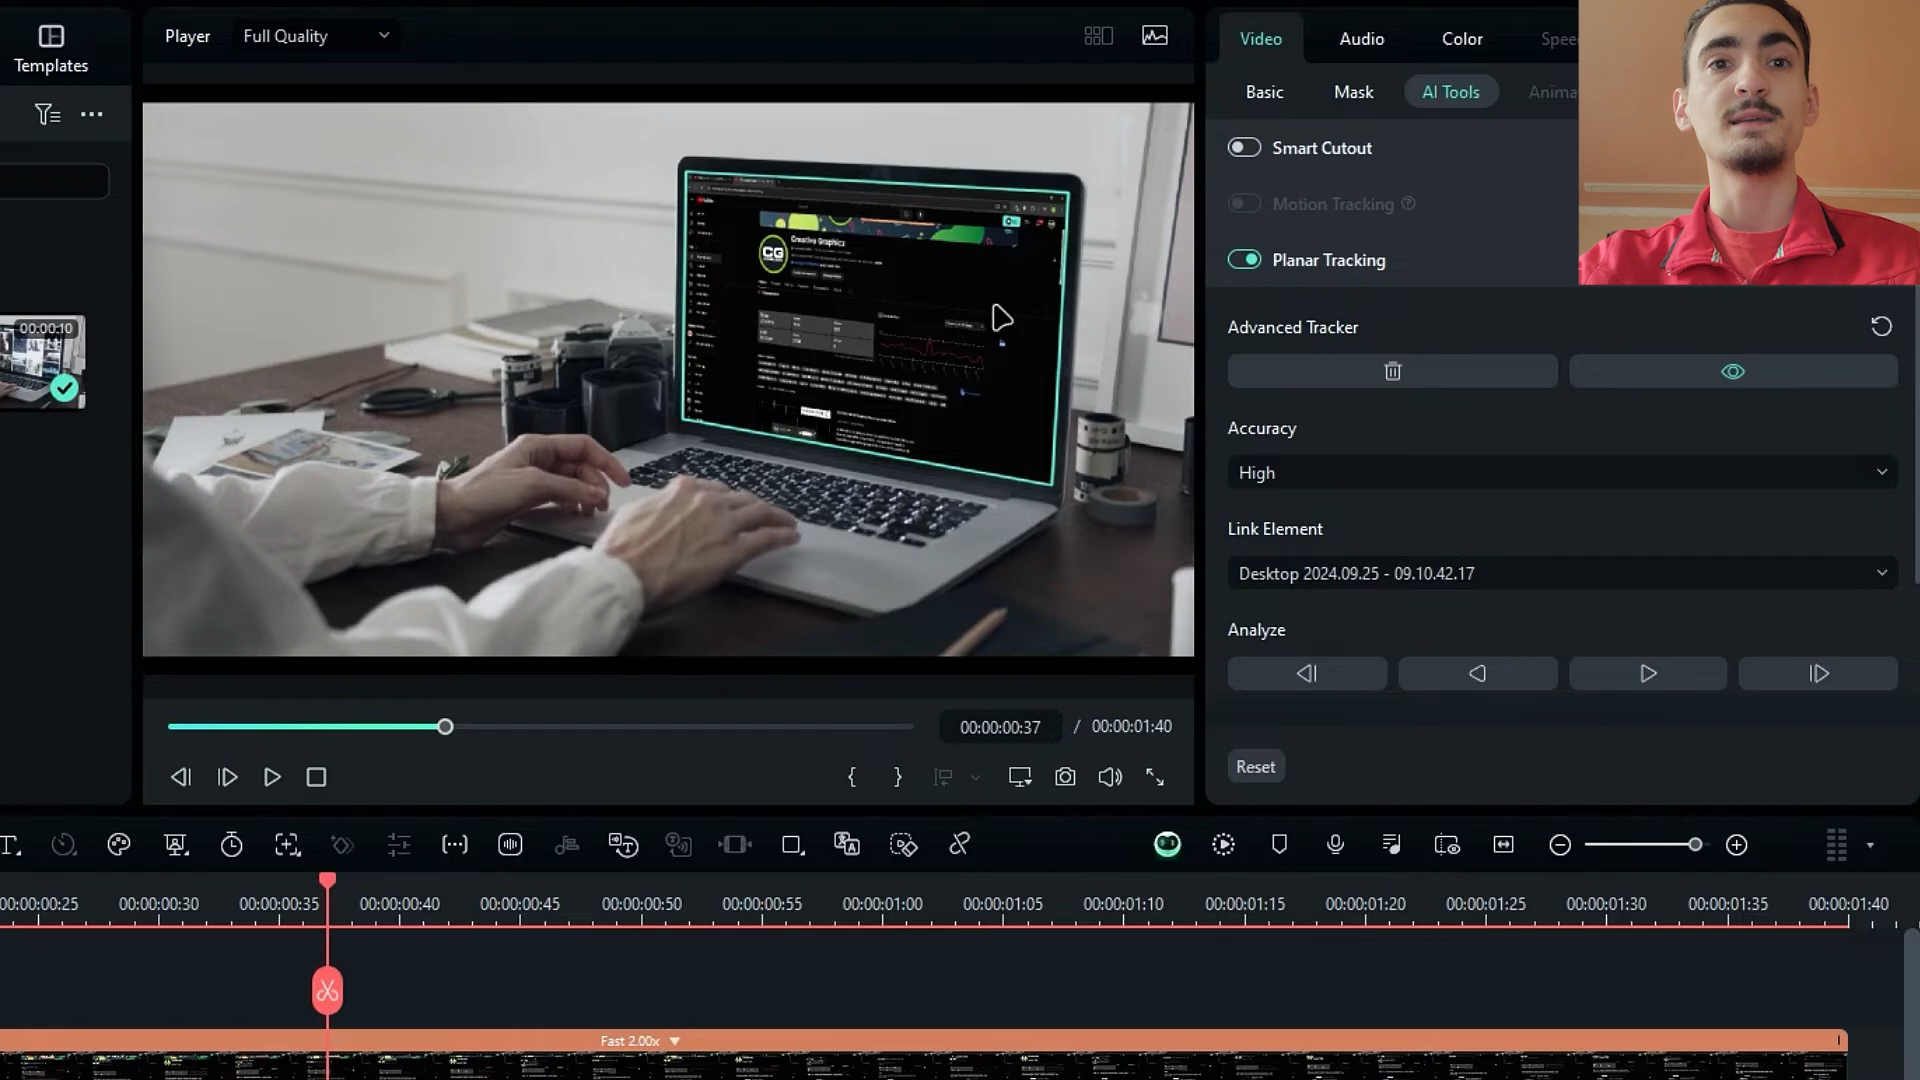 Templates
Player
Full Quality
Video
Audio
Color
Spee
Basic
Mask
AI Tools
Anima
Smart Cutout
Motion Tracking
Planar Tracking
Advanced Tracker
Accuracy
High
Link Element
Desktop 2024.09.25 - 09.10.42.17
Analyze
Reset
00:00:10
Creative Graphicz
CG
00:00:00:37 / 00:00:01:40
00:00:00:25
00:00:00:30
00:00:00:35
00:00:00:40
00:00:00:45
00:00:00:50
00:00:00:55
00:00:01:00
00:00:01:05
00:00:01:10
00:00:01:15
00:00:01:20
00:00:01:25
00:00:01:30
00:00:01:35
00:00:01:40
Fast 2.00x